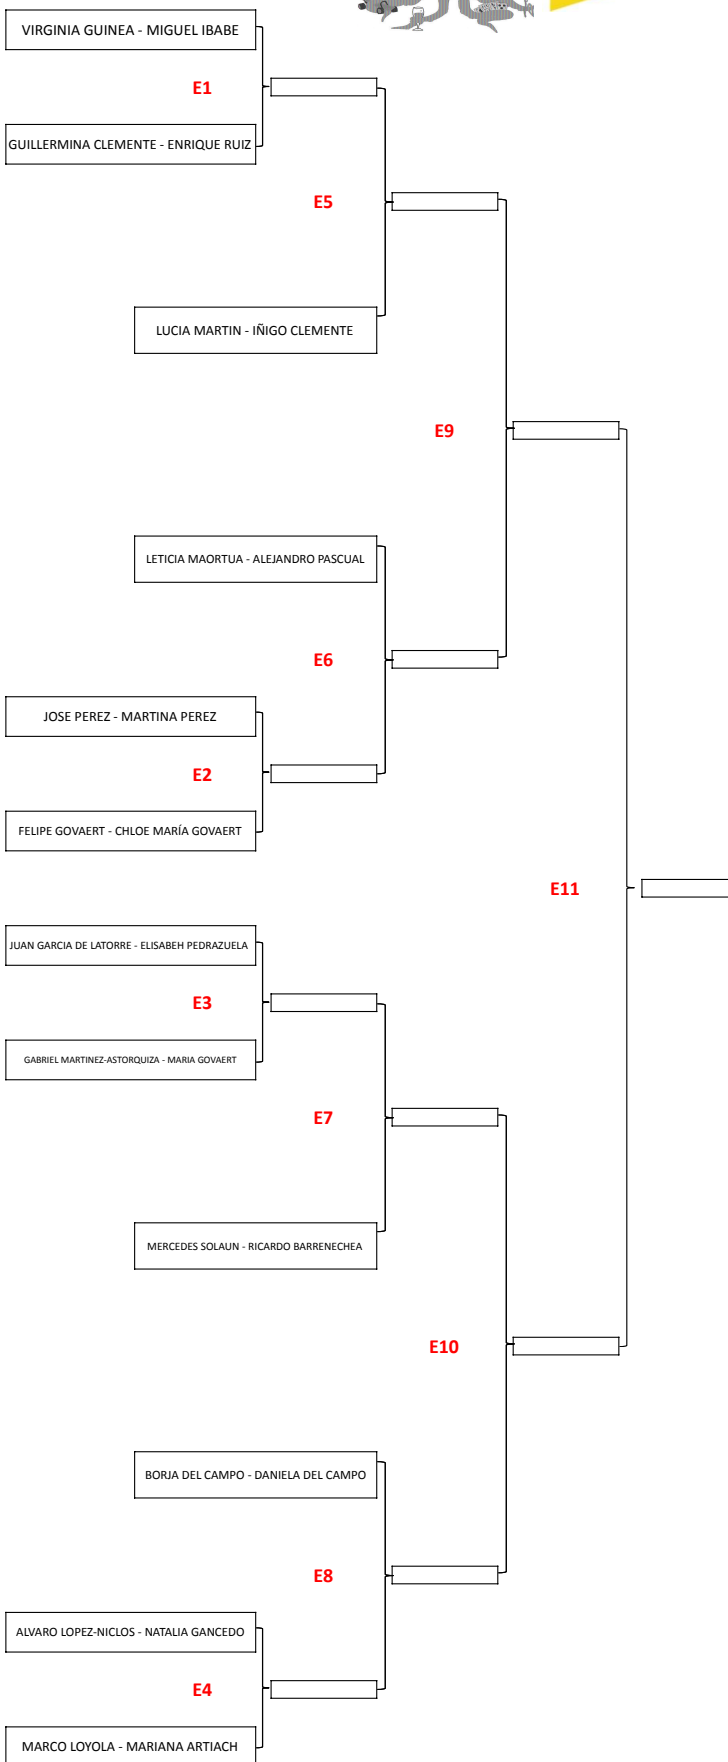 VIRGINIA GUINEA - MIGUEL IBABE
E1
GUILLERMINA CLEMENTE - ENRIQUE RUIZ
E5
LUCIA MARTIN - IÑIGO CLEMENTE
E9
LETICIA MAORTUA - ALEJANDRO PASCUAL
E6
JOSE PEREZ - MARTINA PEREZ
E2
FELIPE GOVAERT - CHLOE MARÍA GOVAERT
E11
JUAN GARCIA DE LATORRE - ELISABEH PEDRAZUELA
E3
GABRIEL MARTINEZ-ASTORQUIZA - MARIA GOVAERT
E7
MERCEDES SOLAUN - RICARDO BARRENECHEA
E10
BORJA DEL CAMPO - DANIELA DEL CAMPO
E8
ALVARO LOPEZ-NICLOS - NATALIA GANCEDO
E4
MARCO LOYOLA - MARIANA ARTIACH